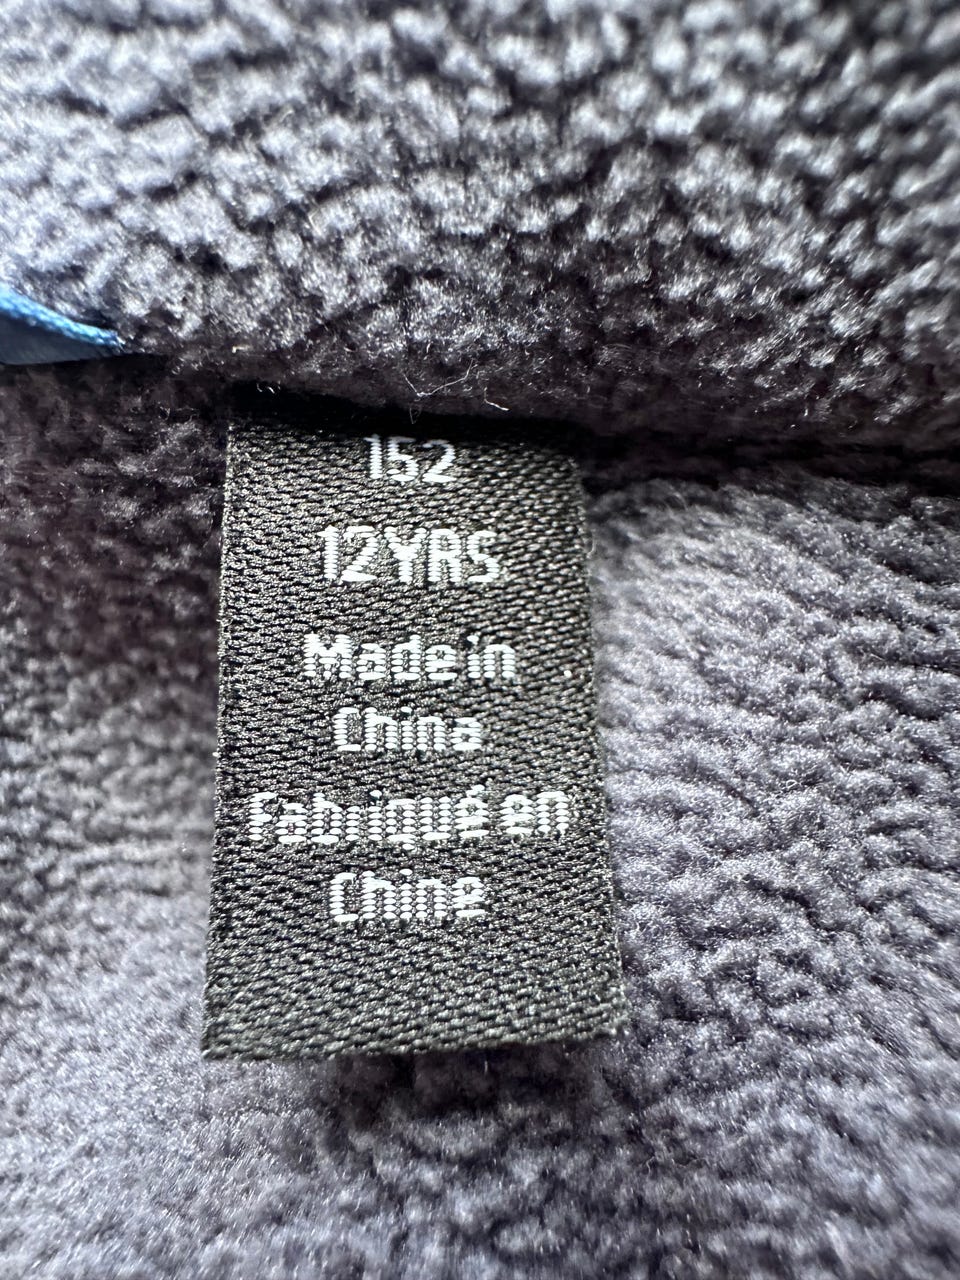 152
12YRS
Made in
China
Fabriqué en
Chine